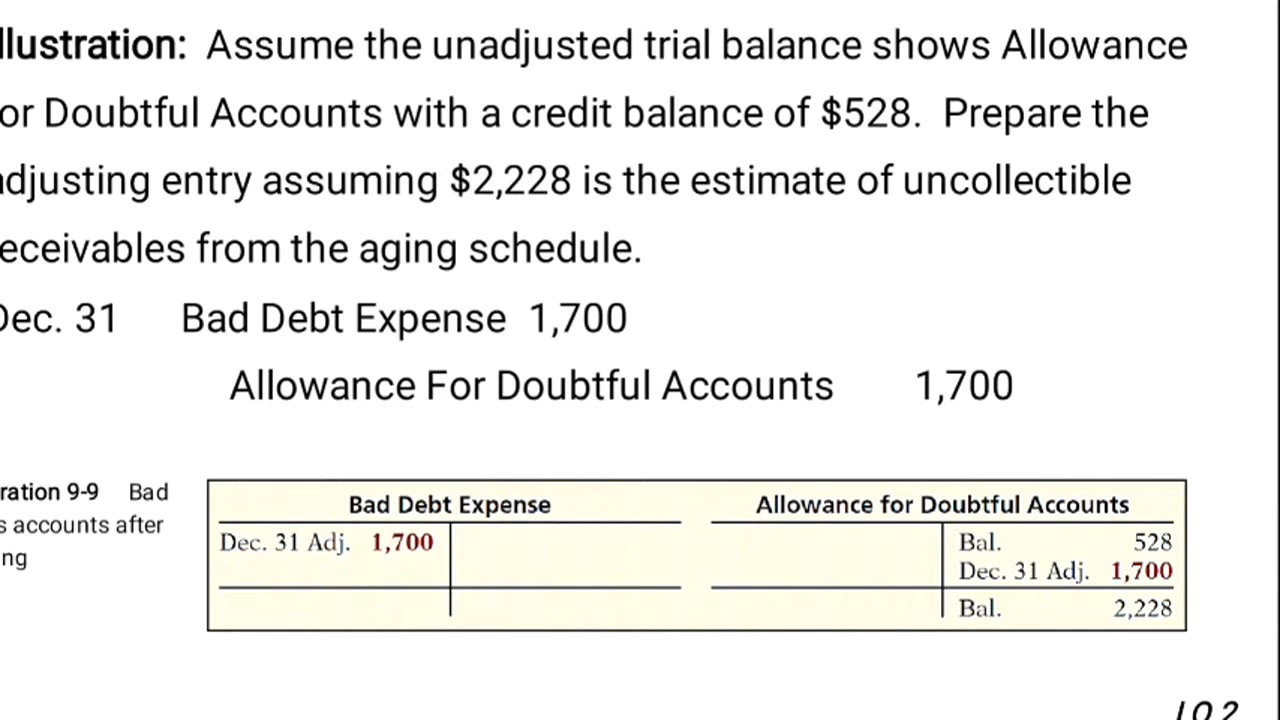 llustration: Assume the unadjusted trial balance shows Allowance
or Doubtful Accounts with a credit balance of $528. Prepare the
adjusting entry assuming $2,228 is the estimate of uncollectible
eceivables from the aging schedule.
Dec. 31 Bad Debt Expense 1,700
Allowance For Doubtful Accounts 1,700
ration 9-9 Bad
s accounts after
ng
Bad Debt Expense Allowance for Doubtful Accounts
Dec. 31 Adj. 1,700 Bal. 528
Dec. 31 Adj. 1,700
Bal. 2,228
LO 2